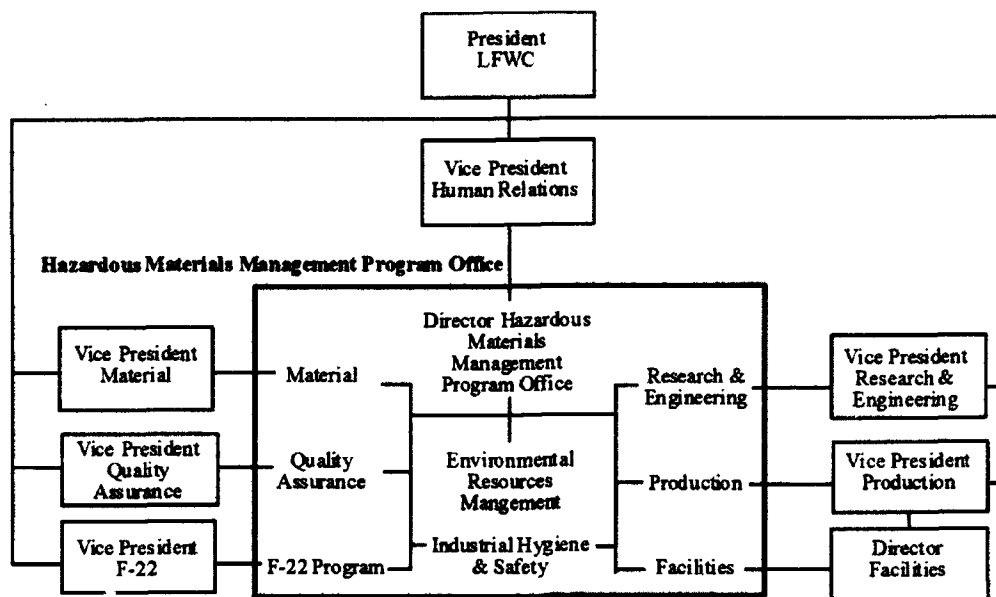 President
LFWC
Vice President
Human Relations
Hazardous Materials Management Program Office
Director Hazardous
Materials
Management
Program Office
Vice President
Material
Material
Research &
Engineering
Vice President
Research &
Engineering
Vice President
Quality
Assurance
Quality
Assurance
Environmental
Resources
Mangement
Production
Vice President
Production
Vice President
F-22
F-22 Program
Industrial Hygiene
& Safety
Facilities
Director
Facilities